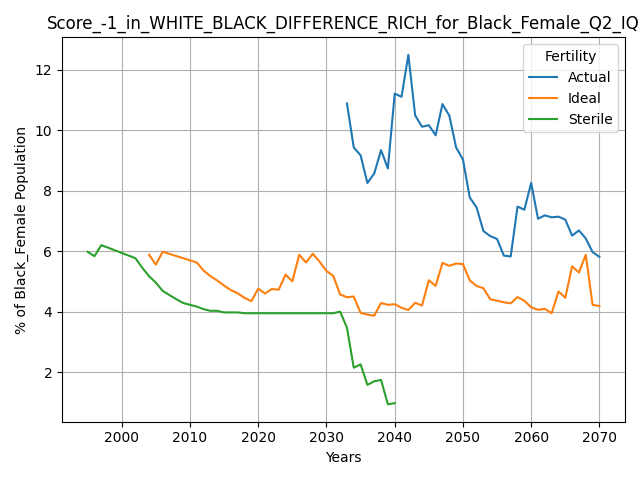 Score_-1_in_WHITE_BLACK_DIFFERENCE_RICH_for_Black_Female_Q2_IQ
Fertility
Actual
Ideal
Sterile
% of Black_Female Population
12
10
8
6
4
2
2000 2010 2020 2030 2040 2050 2060 2070
Years